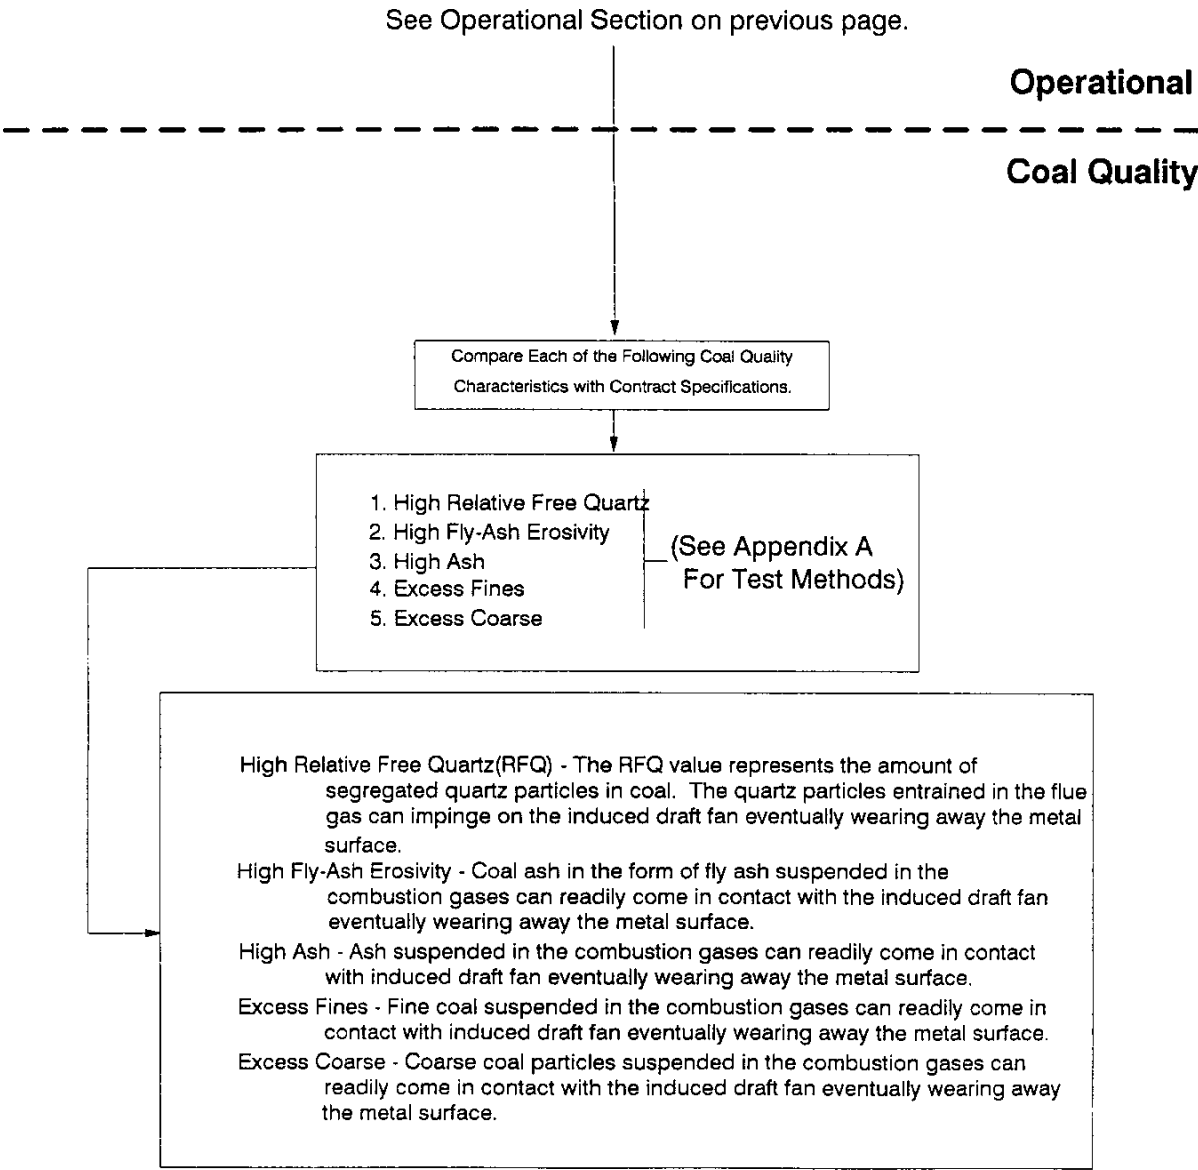 See Operational Section on previous page.
Operational
Coal Quality
Compare Each of the Following Coal Quality
Characteristics with Contract Specifications.
1. High Relative Free Quartz
2. High Fly-Ash Erosivity
3. High Ash
4. Excess Fines
5. Excess Coarse
(See Appendix A
For Test Methods)
High Relative Free Quartz(RFQ) - The RFQ value represents the amount of
segregated quartz particles in coal. The quartz particles entrained in the flue
gas can impinge on the induced draft fan eventually wearing away the metal
surface.
High Fly-Ash Erosivity - Coal ash in the form of fly ash suspended in the
combustion gases can readily come in contact with the induced draft fan
eventually wearing away the metal surface.
High Ash - Ash suspended in the combustion gases can readily come in contact
with induced draft fan eventually wearing away the metal surface.
Excess Fines - Fine coal suspended in the combustion gases can readily come in
contact with induced draft fan eventually wearing away the metal surface.
Excess Coarse - Coarse coal particles suspended in the combustion gases can
readily come in contact with the induced draft fan eventually wearing away
the metal surface.